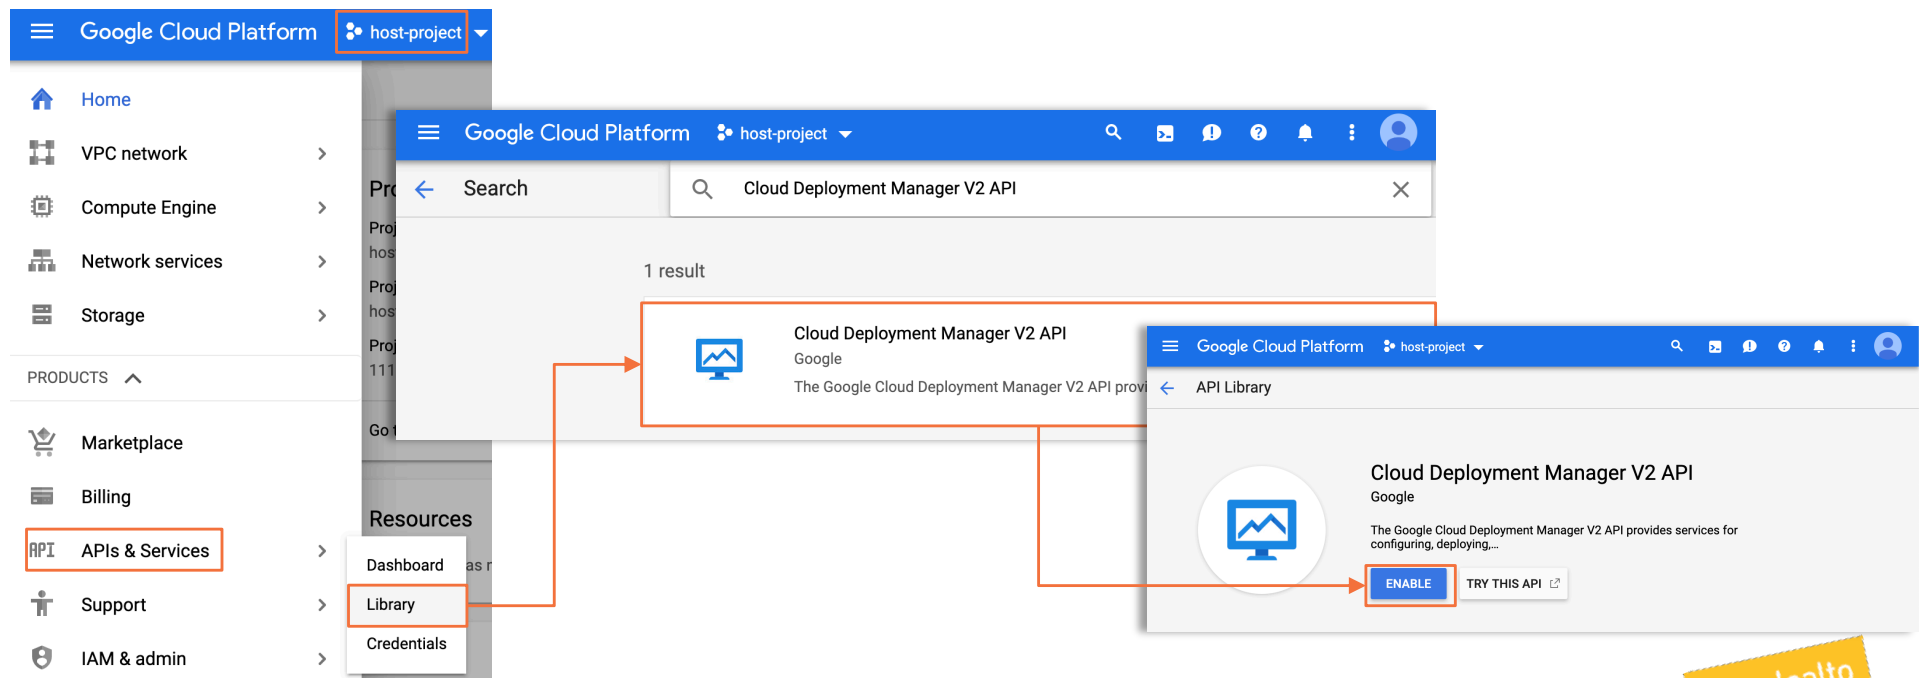 Google Cloud Platform host-project
Home
VPC network
Compute Engine
Network services
Storage
PRODUCTS
Marketplace
Billing
API APIs & Services
Support
IAM & admin
Resources
Dashboard
Library
Credentials
Google Cloud Platform host-project
Search
Cloud Deployment Manager V2 API
1 result
Cloud Deployment Manager V2 API
Google
The Google Cloud Deployment Manager V2 API
Google Cloud Platform host-project
API Library
Cloud Deployment Manager V2 API
Google
The Google Cloud Deployment Manager V2 API provides services for
configuring, deploying,...
ENABLE TRY THIS API